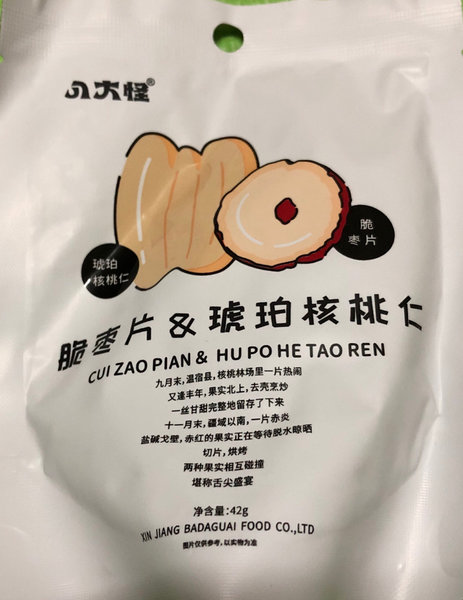 八大怪®
脆
枣片
琥珀
核桃仁
脆枣片&琥珀核桃仁
CUI ZAO PIAN & HU PO HE TAO REN
九月末,温宿县,核桃林场里一片热闹
又逢丰年,果实北上,去壳烹炒
一丝甘甜完整地留存了下来
十一月末,疆域以南,一片赤炎
盐碱戈壁,赤红的果实正在等待脱水晾晒
切片,烘烤
两种果实相互碰撞
堪称舌尖盛宴
净含量:42g
XIN JIANG BADAGUAI FOOD CO.,LTD
图片仅供参考,以实物为准